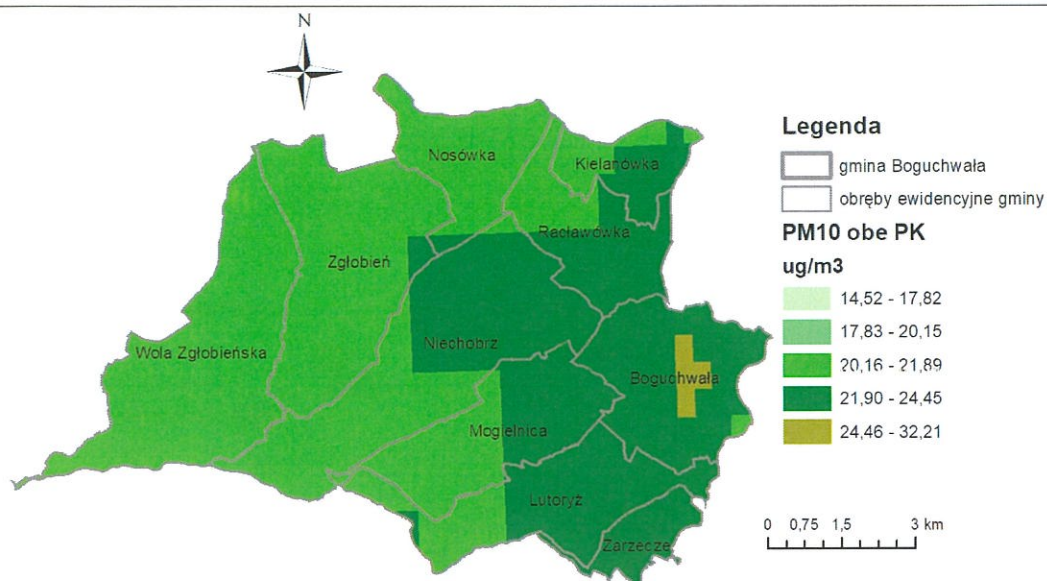 N
Nosówka
Kielanówka
Racławówka
Zgłobień
Niechobrz
Wola Zgłobieńska
Boguchwała
Mogielnica
Lutoryż
Zarzecze
Legenda
gmina Boguchwała
obręby ewidencyjne gminy
PM10 obe PK
ug/m3
14,52 - 17,82
17,83 - 20,15
20,16 - 21,89
21,90 - 24,45
24,46 - 32,21
0 0,75 1,5 3 km